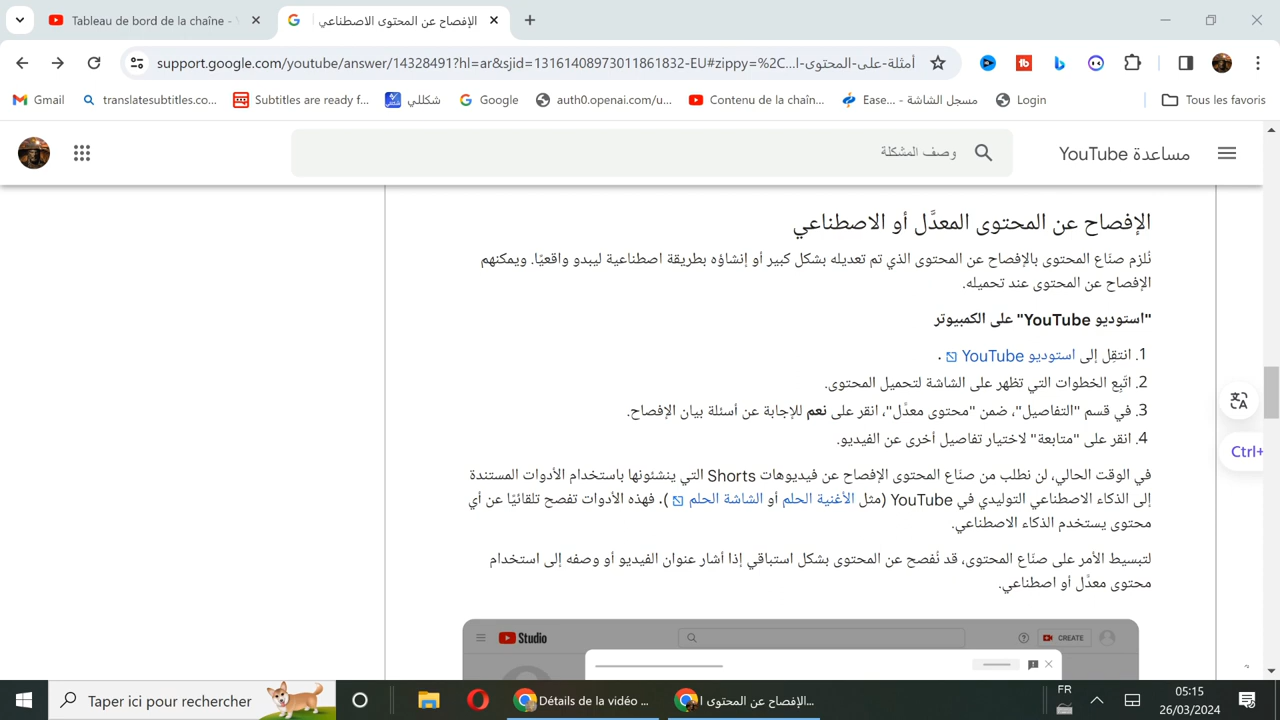 Tableau de bord de la chaîne - Y
الإفصاح عن المحتوى الاصطناعي
support.google.com/youtube/answer/14328491?hl=ar&sjid=13161408973011861832-EU#zippy=%2C...أمثلة-على-المحتوى-ا
Gmail
translatesubtitles.co...
Subtitles are ready f...
شكللي
Google
auth0.openai.com/u...
Contenu de la chaîn...
Ease... - مسجل الشاشة
Login
Tous les favoris
مساعدة YouTube
وصف المشكلة
الإفصاح عن المحتوى المعدَّل أو الاصطناعي
نُلزِم صنّاع المحتوى بالإفصاح عن المحتوى الذي تم تعديله بشكل كبير أو إنشاؤه بطريقة اصطناعية ليبدو واقعيًا. ويمكنهم
الإفصاح عن المحتوى عند تحميله.
"استوديو YouTube" على الكمبيوتر
1. انتقِل إلى استوديو YouTube .
2. اتّبِع الخطوات التي تظهر على الشاشة لتحميل المحتوى.
3. في قسم "التفاصيل"، ضمن "محتوى معدَّل"، انقر على نعم للإجابة عن أسئلة بيان الإفصاح.
4. انقر على "متابعة" لاختيار تفاصيل أخرى عن الفيديو.
في الوقت الحالي، لن نطلب من صنّاع المحتوى الإفصاح عن فيديوهات Shorts التي ينشئونها باستخدام الأدوات المستندة
إلى الذكاء الاصطناعي التوليدي في YouTube (مثل الأغنية الحلم أو الشاشة الحلم ). فهذه الأدوات تفصح تلقائيًا عن أي
محتوى يستخدم الذكاء الاصطناعي.
لتبسيط الأمر على صنّاع المحتوى، قد نُفصح عن المحتوى بشكل استباقي إذا أشار عنوان الفيديو أو وصفه إلى استخدام
محتوى معدَّل أو اصطناعي.
Ctrl+
Studio
CREATE
Taper ici pour rechercher
Détails de la vidéo ...
الإفصاح عن المحتوى ا...
FR
05:15
26/03/2024